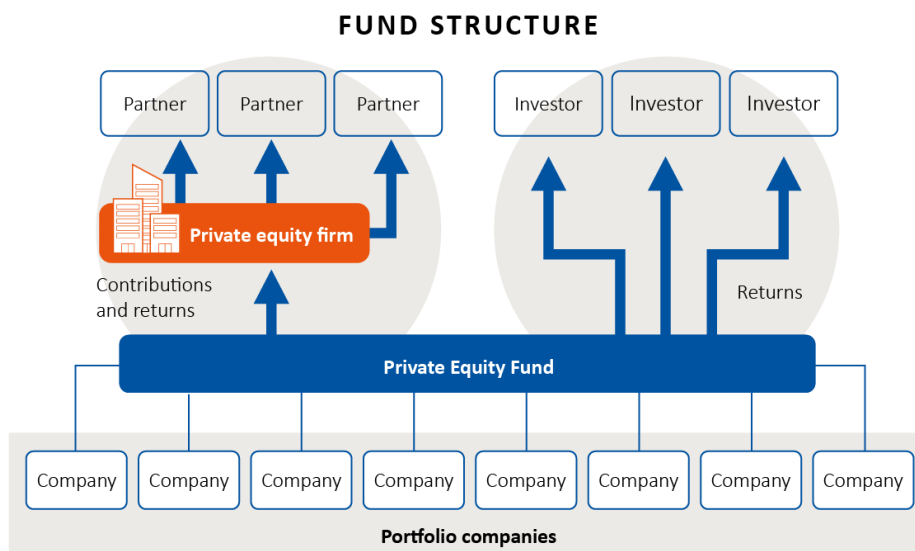 FUND STRUCTURE
Partner
Partner
Partner
Investor
Investor
Investor
Private equity firm
Contributions
and returns
Returns
Private Equity Fund
Company
Company
Company
Company
Company
Company
Company
Company
Portfolio companies